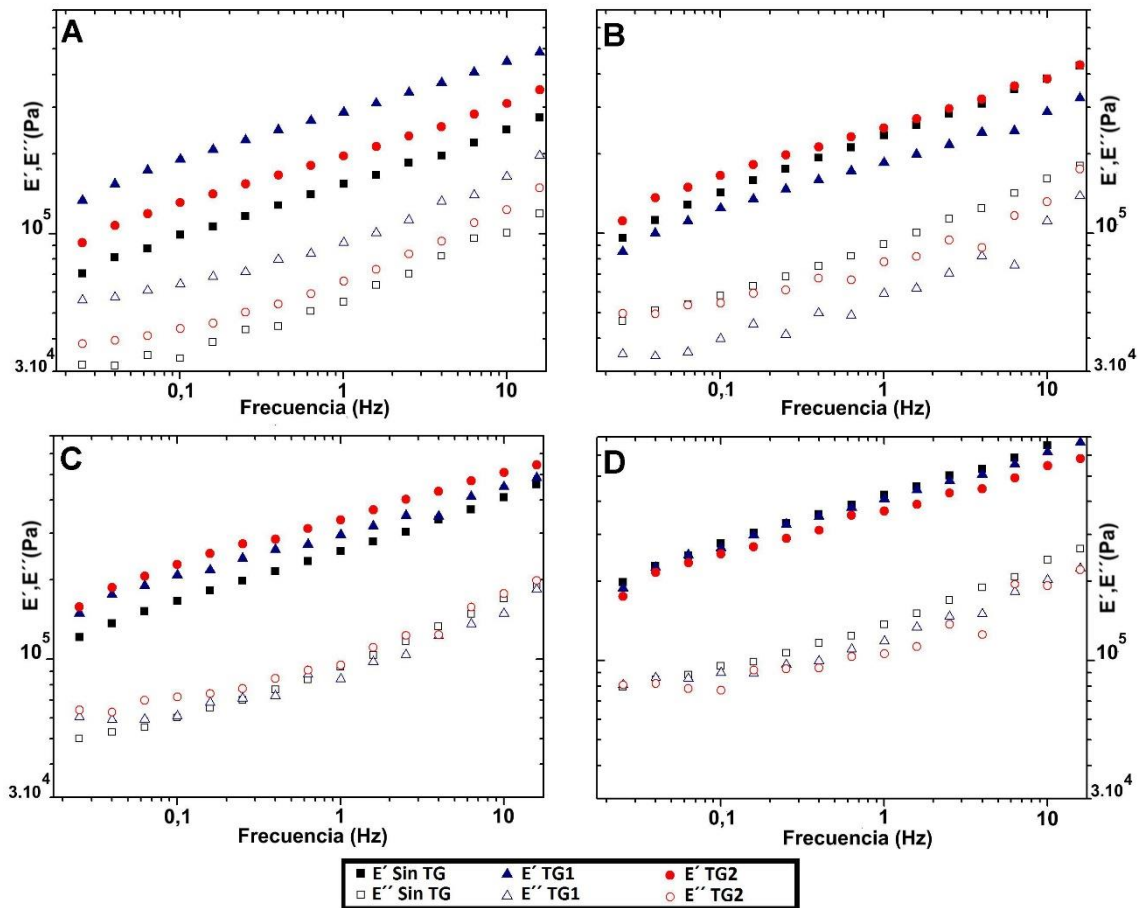 A
E´,E´´(Pa)
10⁵
3.10⁴
0,1
1
10
Frecuencia (Hz)
B
E´,E´´(Pa)
10⁵
3.10⁴
0,1
1
10
Frecuencia (Hz)
C
E´,E´´(Pa)
10⁵
3.10⁴
0,1
1
10
Frecuencia (Hz)
D
E´,E´´(Pa)
10⁵
3.10⁴
0,1
1
10
Frecuencia (Hz)
E´ Sin TG
E´ TG1
E´ TG2
E´´ Sin TG
E´´ TG1
E´´ TG2